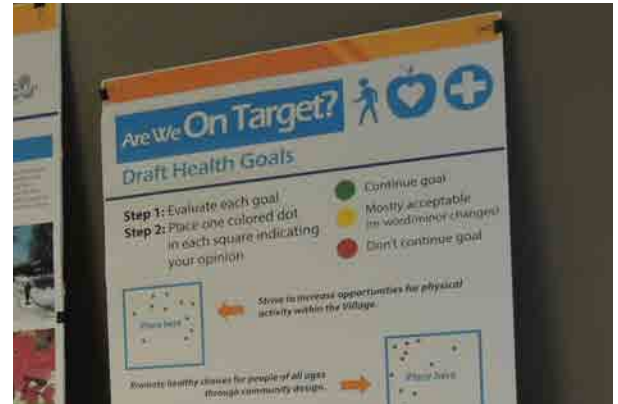 Are We On Target?
Draft Health Goals
Step 1: Evaluate each goal
Step 2: Place one colored dot
in each square indicating
your opinion
Continue goal
Mostly acceptable
(re-word/minor changes)
Don't continue goal
Place here
Strive to increase opportunities for physical
activity within the Village.
Promote healthy choices for people of all ages
through community design.
Place here